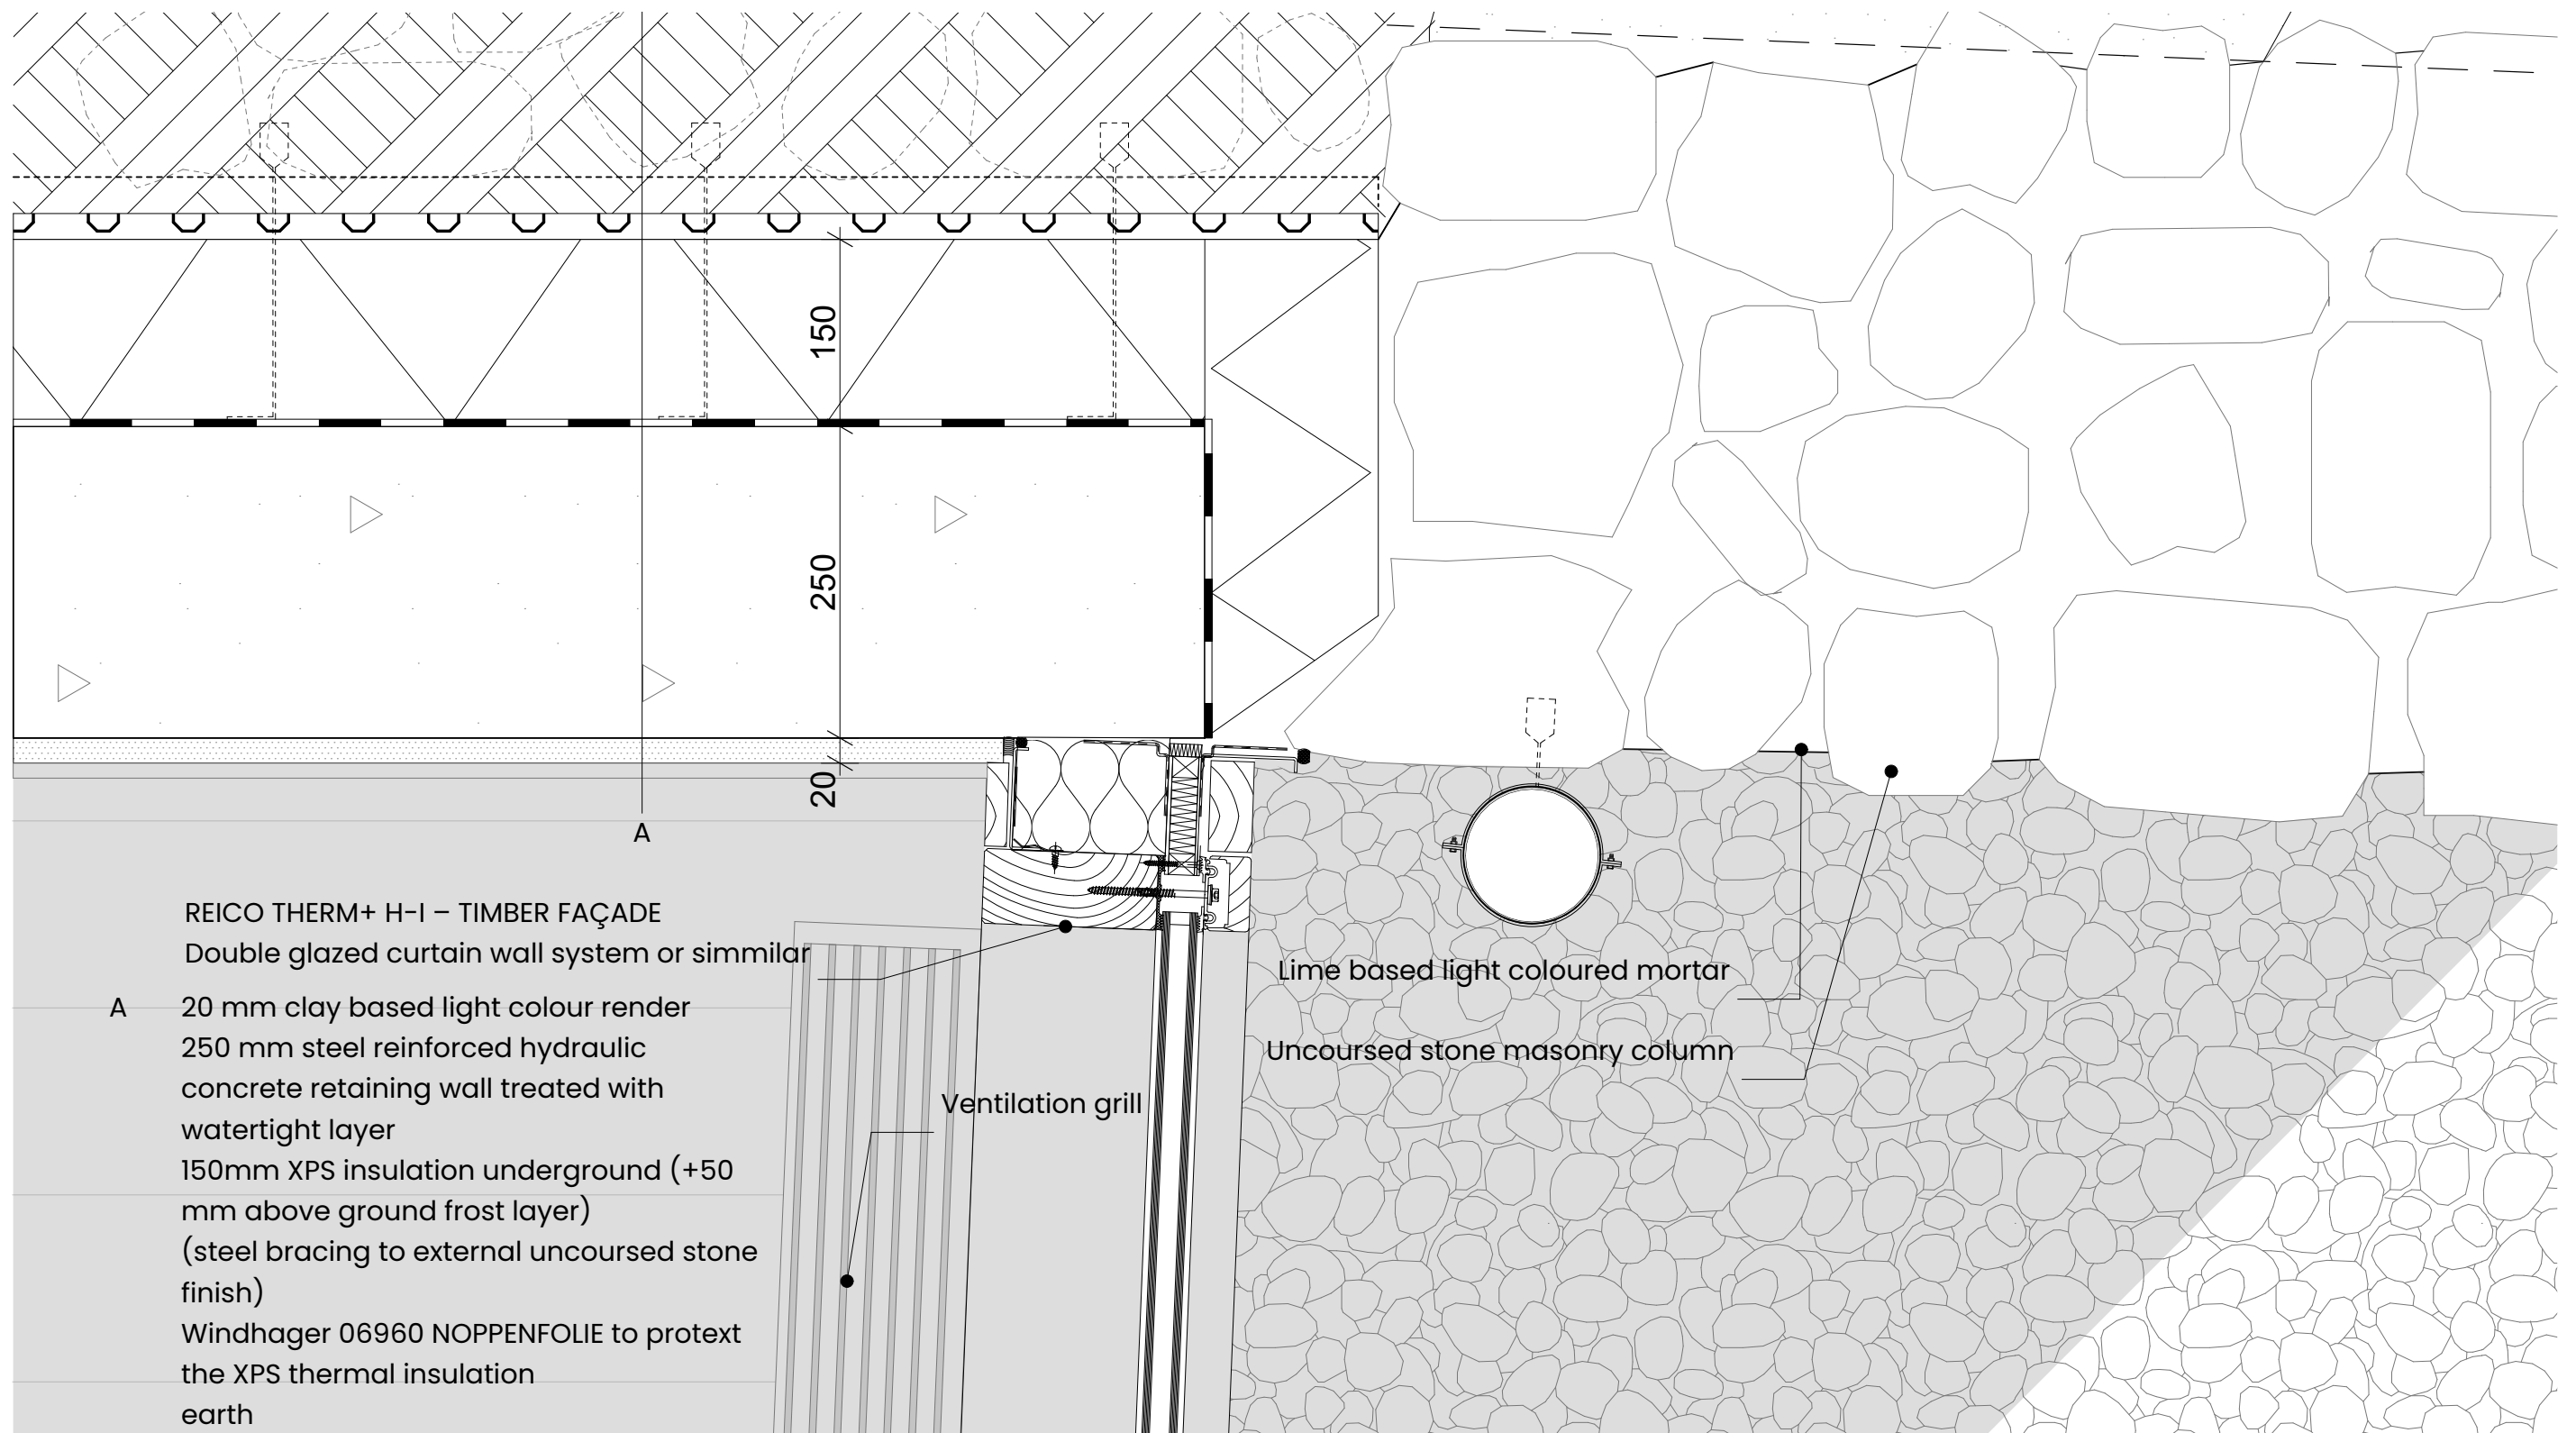 150
250
20
A
REICO THERM+ H-I – TIMBER FAÇADE
Double glazed curtain wall system or simmilar
A 20 mm clay based light colour render
250 mm steel reinforced hydraulic
concrete retaining wall treated with
watertight layer
150mm XPS insulation underground (+50
mm above ground frost layer)
(steel bracing to external uncoursed stone
finish)
Windhager 06960 NOPPENFOLIE to protext
the XPS thermal insulation
earth
Ventilation grill
Lime based light coloured mortar
Uncoursed stone masonry column